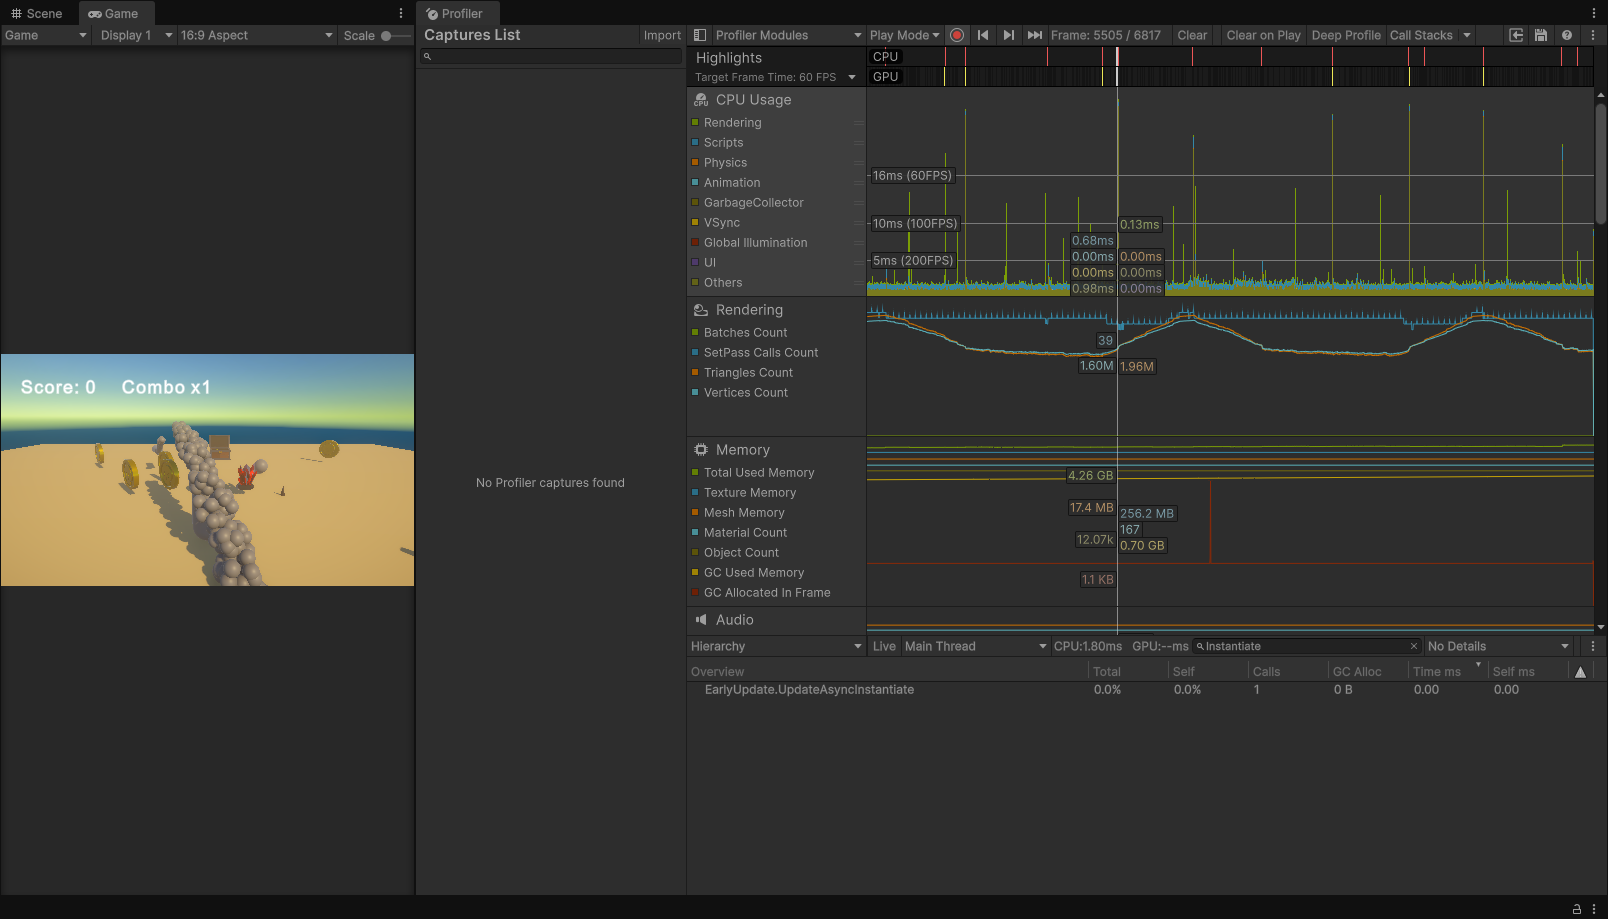 Scene
Game
Profiler
Game
Display 1
16:9 Aspect
Scale
Captures List
Import
Profiler Modules
Play Mode
Frame: 5505 / 6817
Clear
Clear on Play
Deep Profile
Call Stacks
Highlights
Target Frame Time: 60 FPS
CPU
GPU
CPU Usage
CPU
Rendering
Scripts
Physics
Animation
GarbageCollector
VSync
Global Illumination
UI
Others
16ms (60FPS)
10ms (100FPS)
5ms (200FPS)
0.13ms
0.68ms
0.00ms
0.00ms
0.00ms
0.00ms
0.98ms
0.00ms
Rendering
Batches Count
SetPass Calls Count
Triangles Count
Vertices Count
39
1.60M
1.96M
Score: 0
Combo x1
Memory
Total Used Memory
Texture Memory
Mesh Memory
Material Count
Object Count
GC Used Memory
GC Allocated In Frame
4.26 GB
17.4 MB
256.2 MB
167
12.07k
0.70 GB
1.1 KB
No Profiler captures found
Audio
Hierarchy
Live
Main Thread
CPU:1.80ms
GPU:--ms
Instantiate
No Details
Overview
Total
Self
Calls
GC Alloc
Time ms
Self ms
EarlyUpdate.UpdateAsyncInstantiate
0.0%
0.0%
1
0 B
0.00
0.00